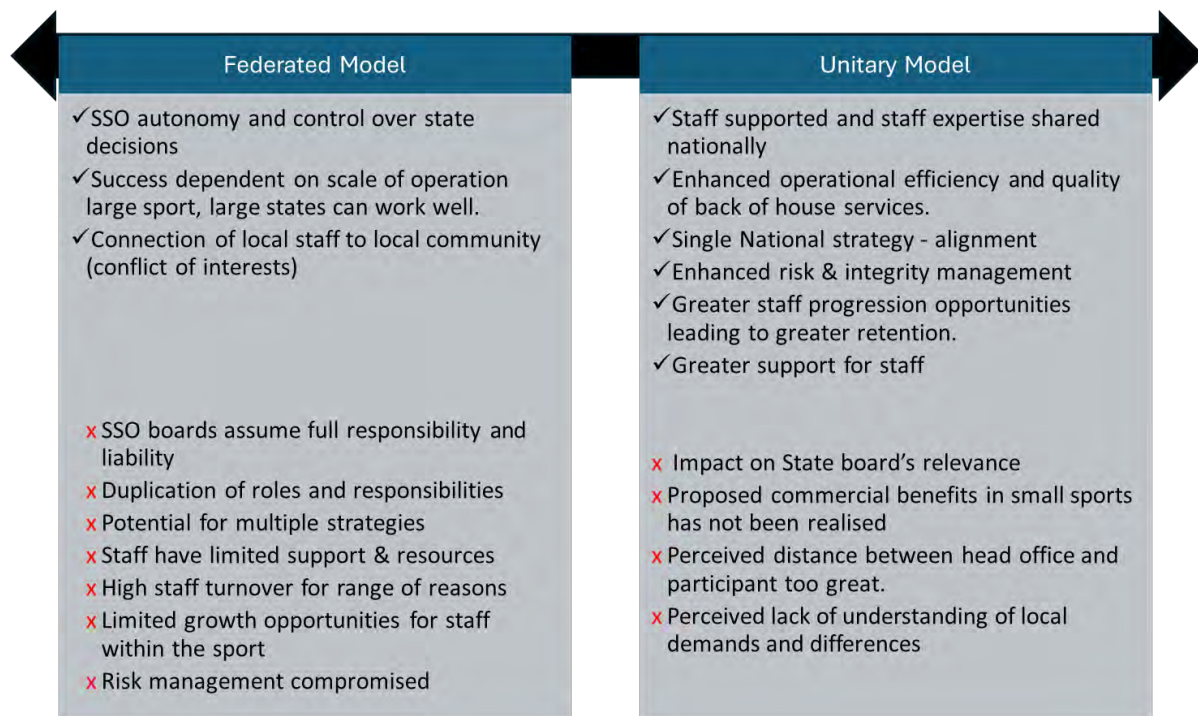 Federated Model
✓SSO autonomy and control over state
decisions
✓Success dependent on scale of operation
large sport, large states can work well.
✓Connection of local staff to local community
(conflict of interests)
x SSO boards assume full responsibility and
liability
x Duplication of roles and responsibilities
x Potential for multiple strategies
x Staff have limited support & resources
x High staff turnover for range of reasons
x Limited growth opportunities for staff
within the sport
x Risk management compromised
Unitary Model
✓Staff supported and staff expertise shared
nationally
✓Enhanced operational efficiency and quality
of back of house services.
✓Single National strategy - alignment
✓Enhanced risk & integrity management
✓Greater staff progression opportunities
leading to greater retention.
✓Greater support for staff
x Impact on State board's relevance
x Proposed commercial benefits in small sports
has not been realised
x Perceived distance between head office and
participant too great.
x Perceived lack of understanding of local
demands and differences